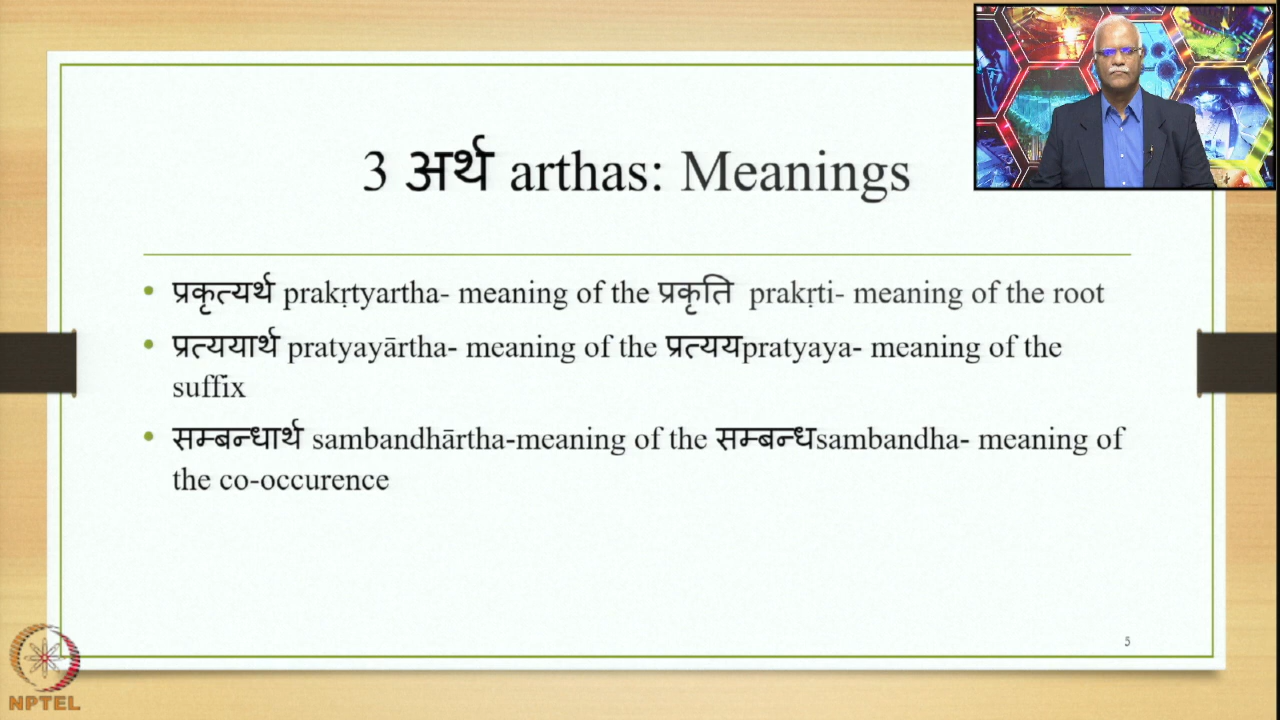 3 अर्थ arthas: Meanings
• प्रकृत्यर्थ prakṛtyartha- meaning of the प्रकृति prakṛti- meaning of the root
• प्रत्ययार्थ pratyayārtha- meaning of the प्रत्ययpratyaya- meaning of the
suffix
• सम्बन्धार्थ sambandhārtha-meaning of the सम्बन्धsambandha- meaning of
the co-occurence
3
NPTEL